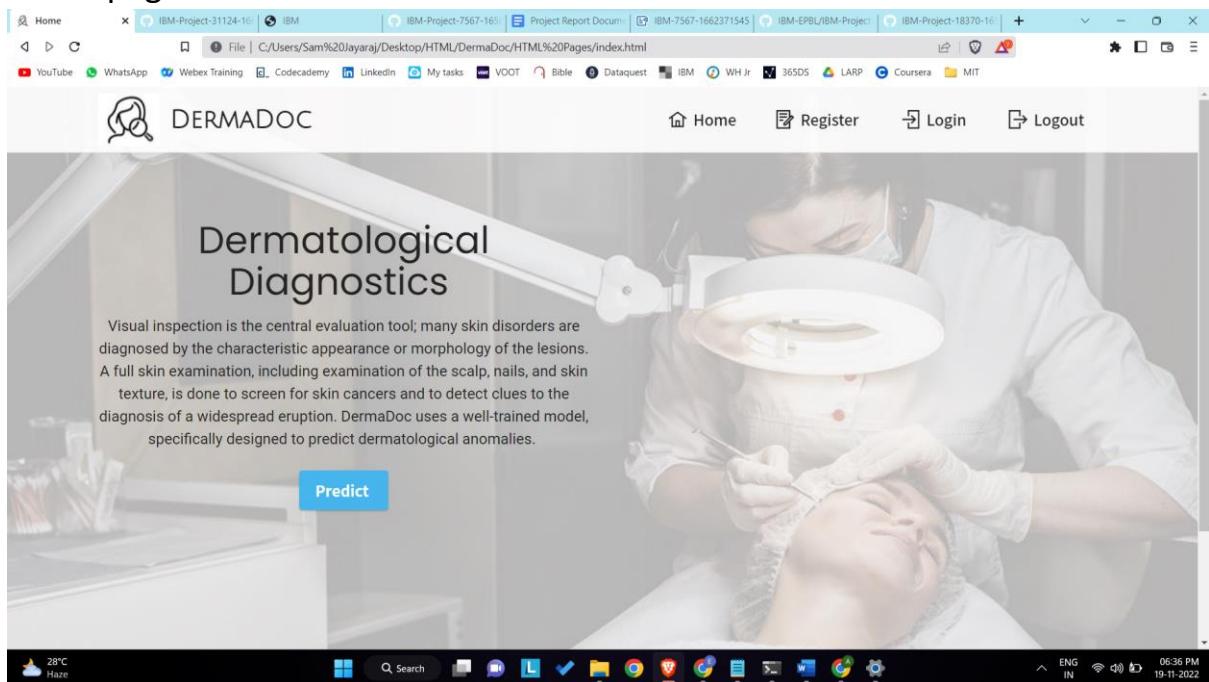 Home
IBM-Project-31124-16
IBM
IBM-Project-7567-165
Project Report Docum
IBM-7567-1662371545
IBM-EPBL/IBM-Project
IBM-Project-18370-16
File | C:/Users/Sam%20Jayaraj/Desktop/HTML/DermaDoc/HTML%20Pages/index.html
YouTube WhatsApp Webex Training Codecademy LinkedIn My tasks VOOT Bible Dataquest IBM WH Jr 365DS LARP Coursera MIT
DERMADOC
Home Register Login Logout
Dermatological
Diagnostics
Visual inspection is the central evaluation tool; many skin disorders are
diagnosed by the characteristic appearance or morphology of the lesions.
A full skin examination, including examination of the scalp, nails, and skin
texture, is done to screen for skin cancers and to detect clues to the
diagnosis of a widespread eruption. DermaDoc uses a well-trained model,
specifically designed to predict dermatological anomalies.
Predict
28°C
Haze
Search
ENG
IN
06:36 PM
19-11-2022